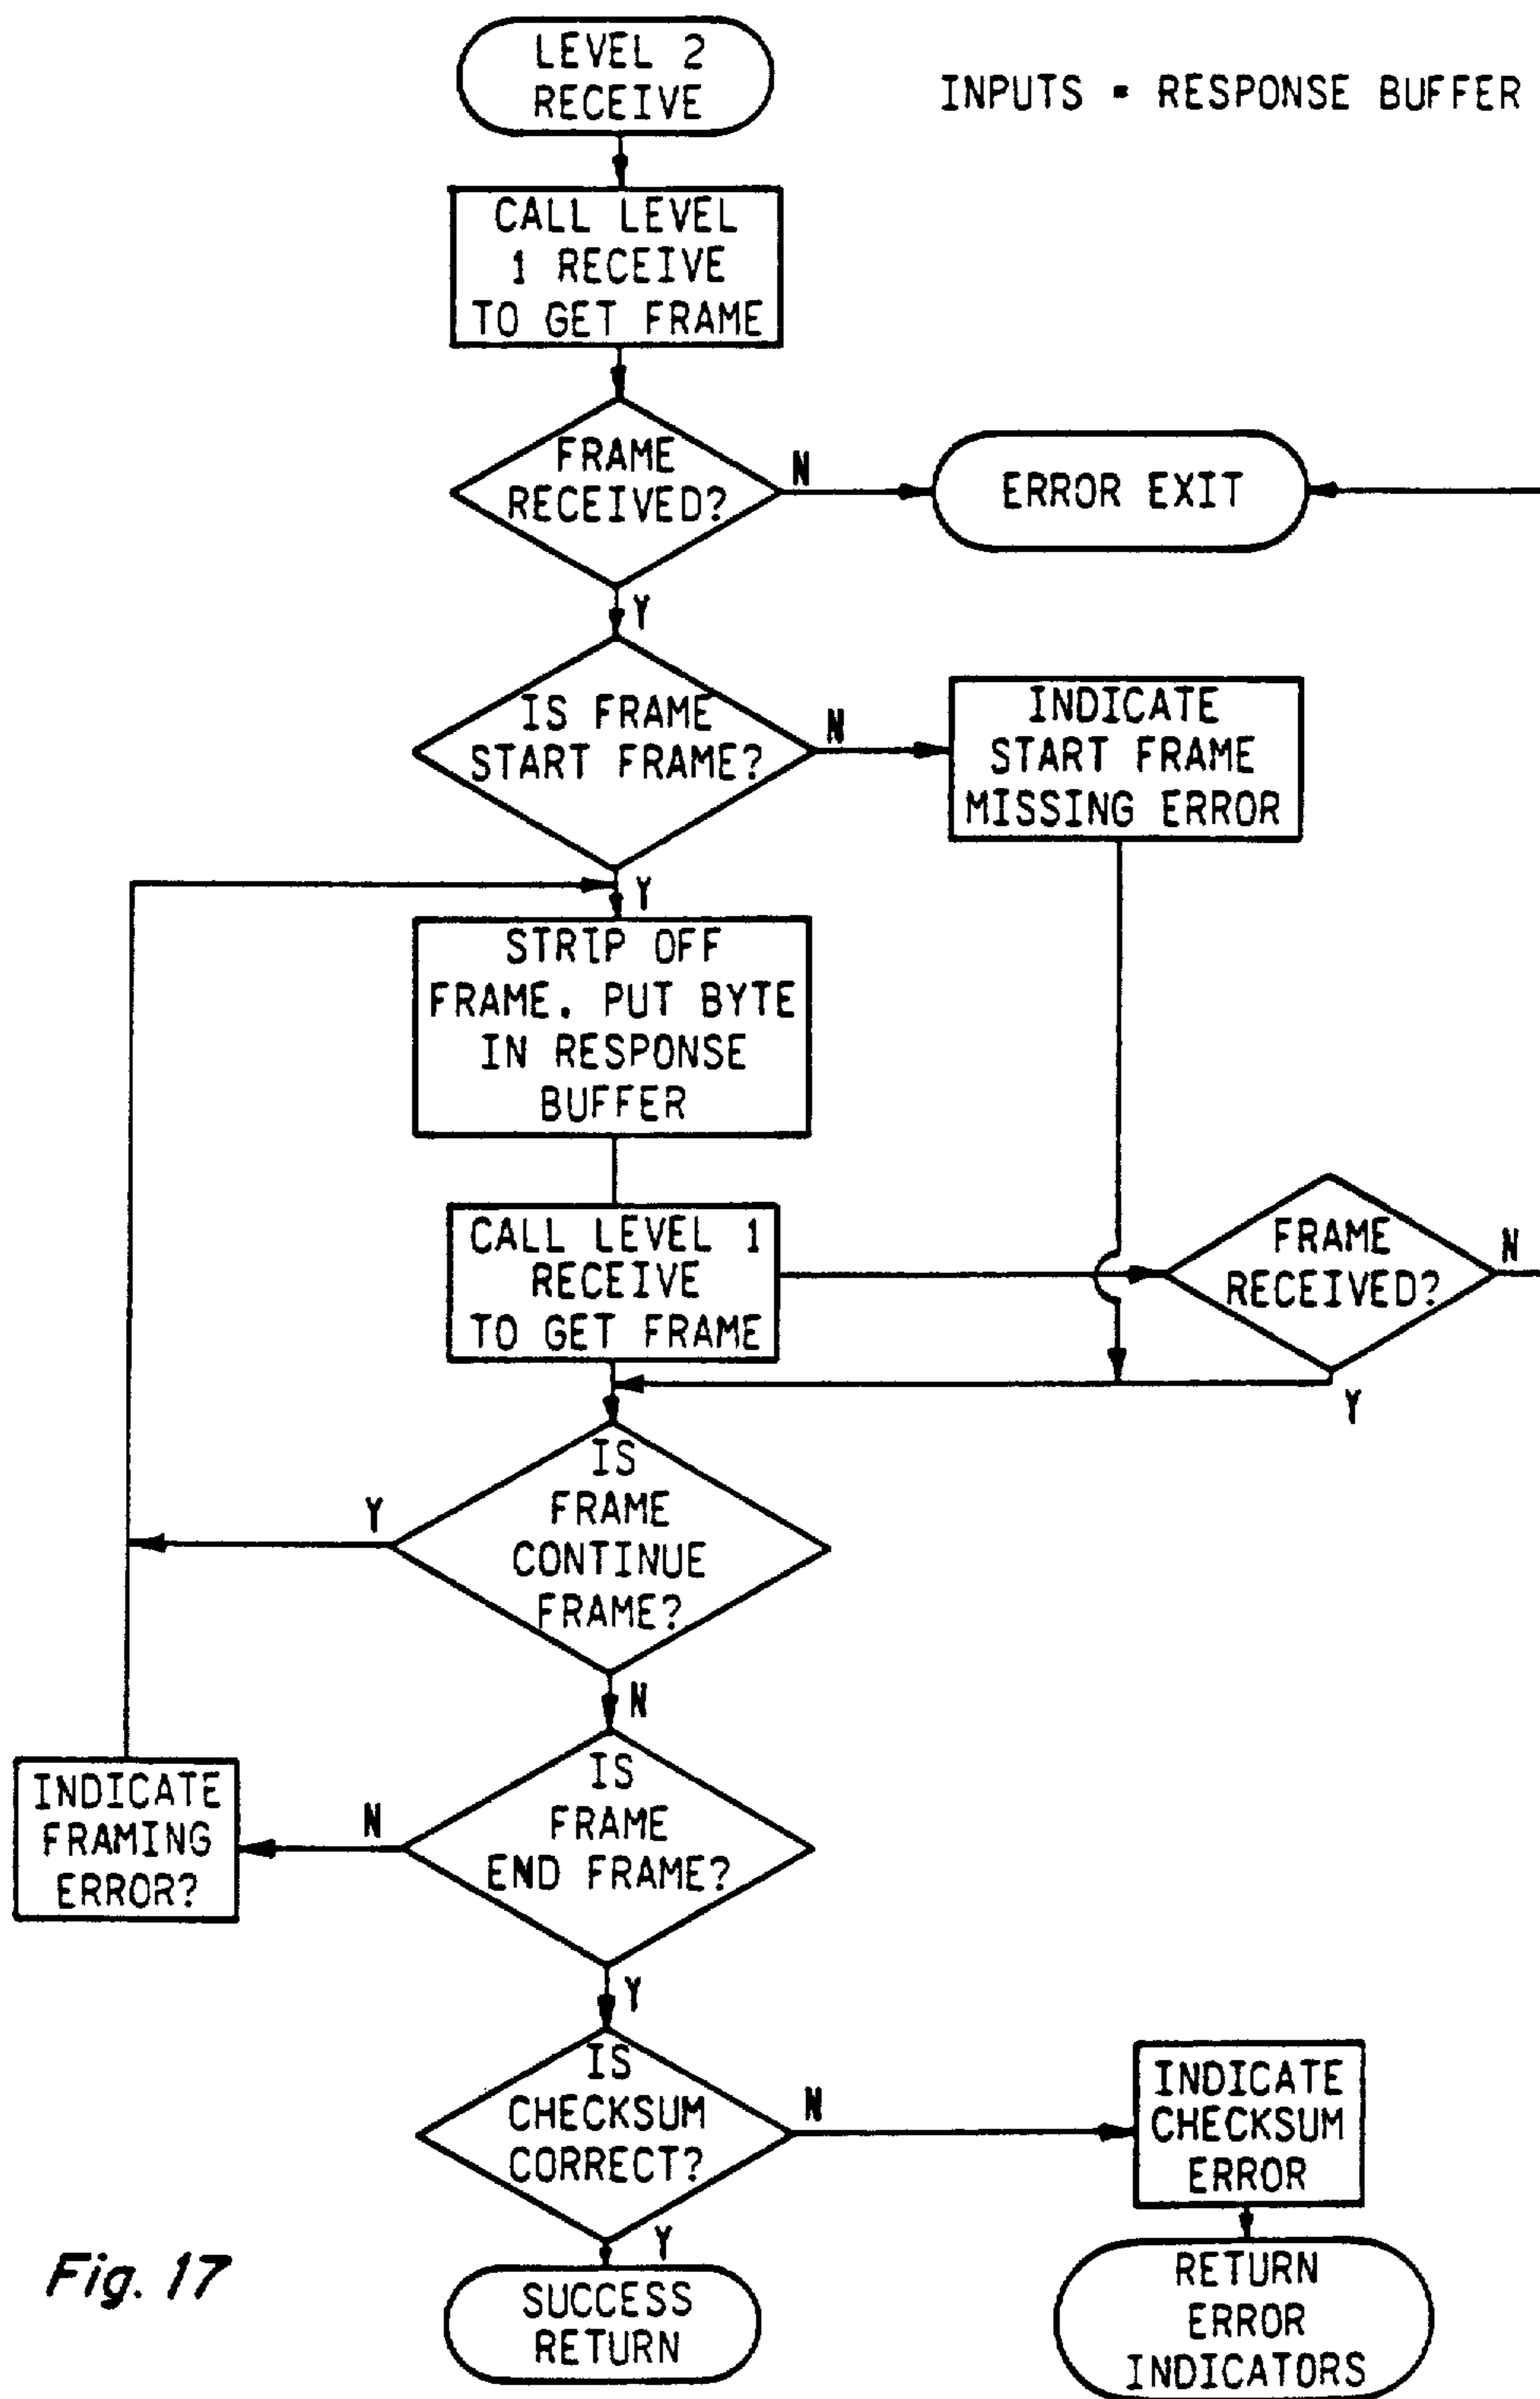 LEVEL 2
RECEIVE
INPUTS = RESPONSE BUFFER
CALL LEVEL
1 RECEIVE
TO GET FRAME
FRAME
RECEIVED?
N
ERROR EXIT
Y
IS FRAME
START FRAME?
N
INDICATE
START FRAME
MISSING ERROR
Y
STRIP OFF
FRAME. PUT BYTE
IN RESPONSE
BUFFER
CALL LEVEL 1
RECEIVE
TO GET FRAME
FRAME
RECEIVED?
N
Y
IS
FRAME
CONTINUE
FRAME?
Y
N
IS
FRAME
END FRAME?
N
INDICATE
FRAMING
ERROR?
Y
IS
CHECKSUM
CORRECT?
N
INDICATE
CHECKSUM
ERROR
Y
SUCCESS
RETURN
RETURN
ERROR
INDICATORS
Fig. 17